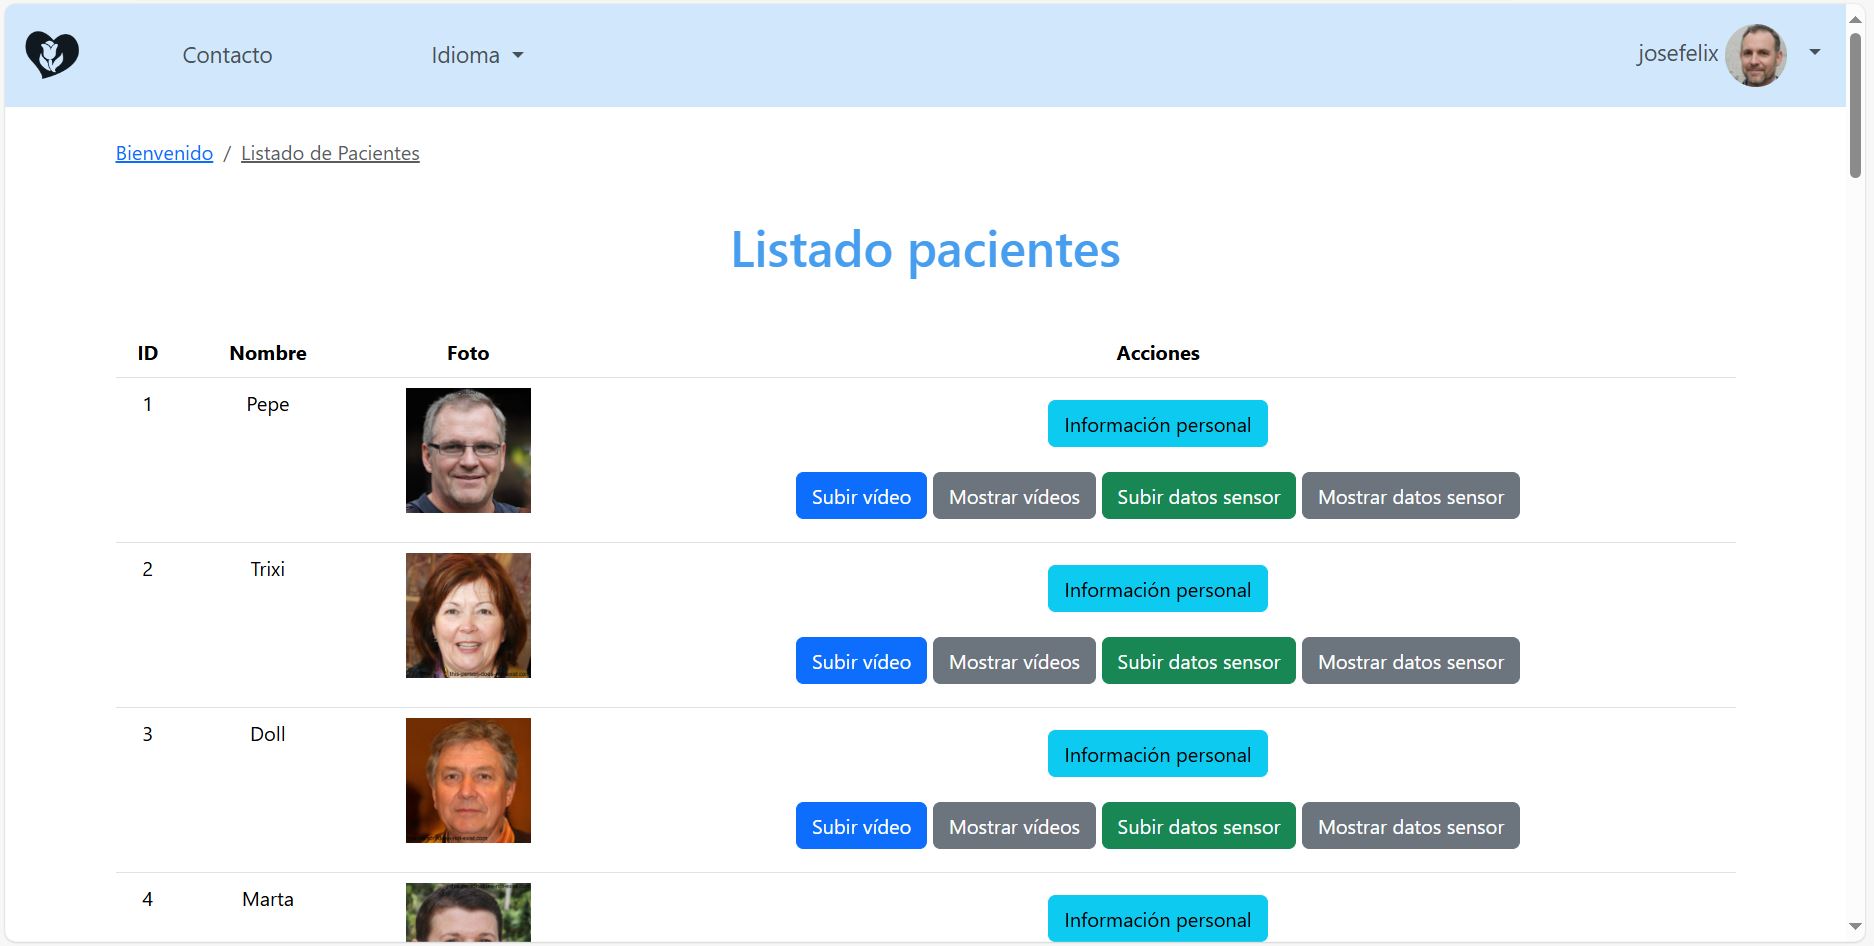 Contacto
Idioma
josefelix
Bienvenido / Listado de Pacientes
Listado pacientes
ID Nombre Foto Acciones
1 Pepe Información personal
Subir vídeo Mostrar vídeos Subir datos sensor Mostrar datos sensor
2 Trixi Información personal
Subir vídeo Mostrar vídeos Subir datos sensor Mostrar datos sensor
3 Doll Información personal
Subir vídeo Mostrar vídeos Subir datos sensor Mostrar datos sensor
4 Marta Información personal